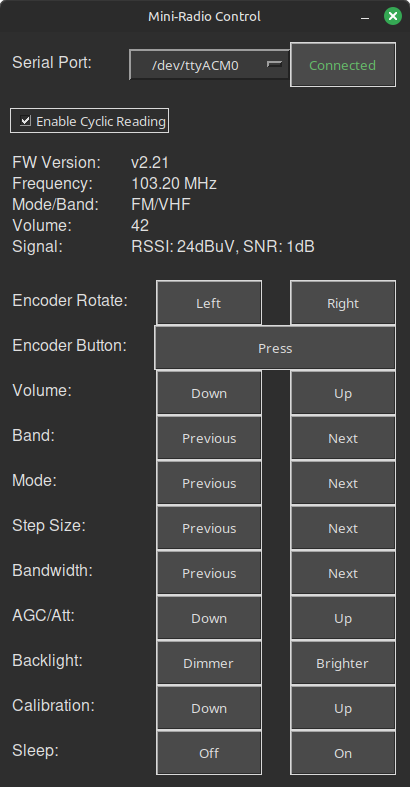 Mini-Radio Control
Serial Port: /dev/ttyACM0 Connected
Enable Cyclic Reading
FW Version: v2.21
Frequency: 103.20 MHz
Mode/Band: FM/VHF
Volume: 42
Signal: RSSI: 24dBuV, SNR: 1dB
Encoder Rotate: Left Right
Encoder Button: Press
Volume: Down Up
Band: Previous Next
Mode: Previous Next
Step Size: Previous Next
Bandwidth: Previous Next
AGC/Att: Down Up
Backlight: Dimmer Brighter
Calibration: Down Up
Sleep: Off On